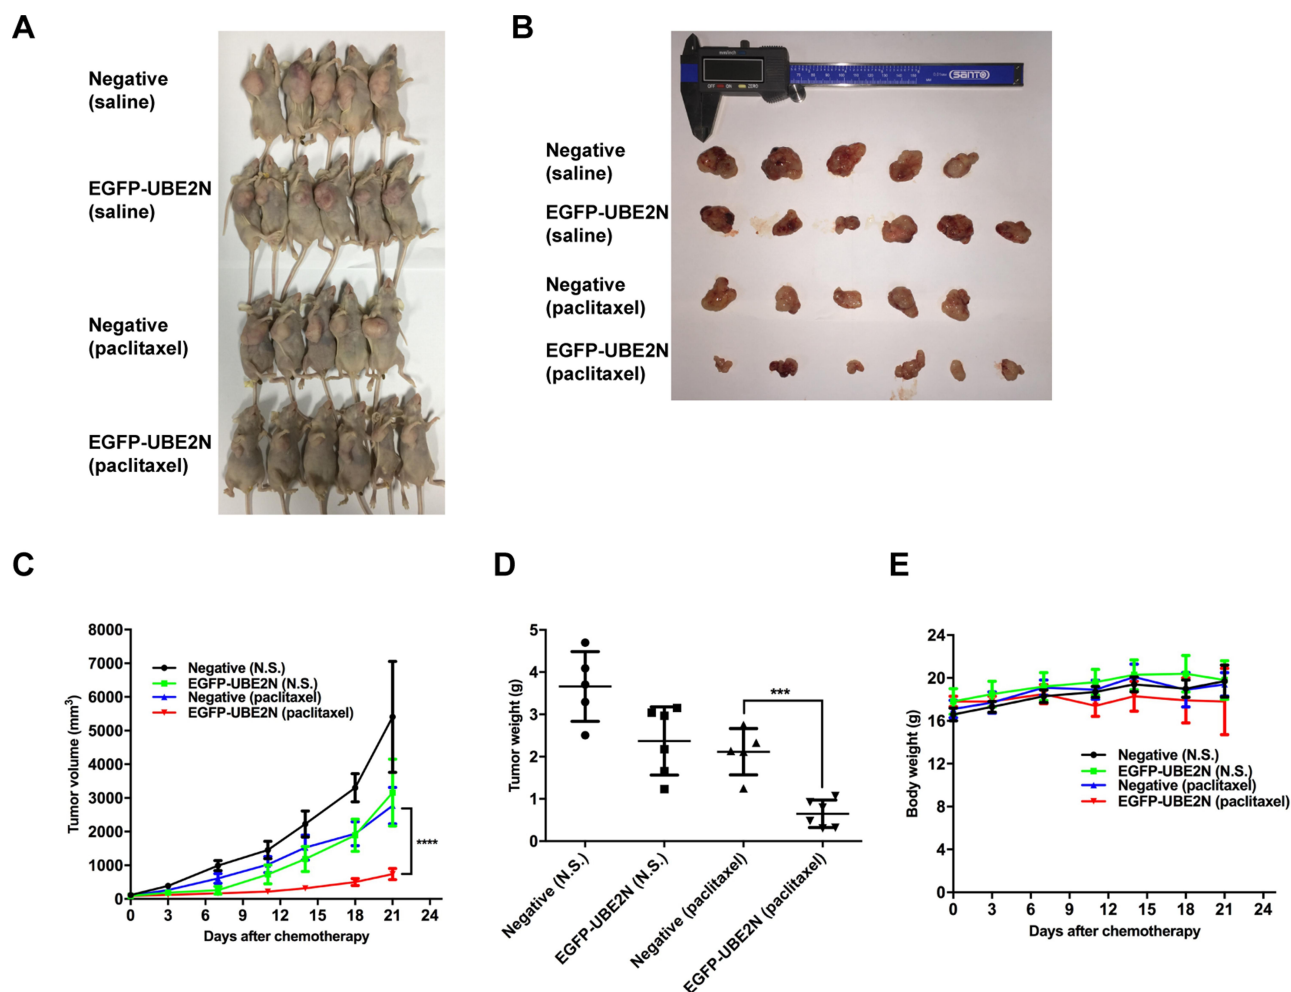 A
Negative
(saline)
EGFP-UBE2N
(saline)
Negative
(paclitaxel)
EGFP-UBE2N
(paclitaxel)
B
OFF ON ZERO
SANTO
Negative
(saline)
EGFP-UBE2N
(saline)
Negative
(paclitaxel)
EGFP-UBE2N
(paclitaxel)
C
Tumor volume (mm³)
8000
7000
6000
5000
4000
3000
2000
1000
0
Negative (N.S.)
EGFP-UBE2N (N.S.)
Negative (paclitaxel)
EGFP-UBE2N (paclitaxel)
****
0 3 6 9 12 15 18 21 24
Days after chemotherapy
D
Tumor weight (g)
5
4
3
2
1
0
***
Negative (N.S.)
EGFP-UBE2N (N.S.)
Negative (paclitaxel)
EGFP-UBE2N (paclitaxel)
E
Body weight (g)
24
20
16
12
8
4
0
Negative (N.S.)
EGFP-UBE2N (N.S.)
Negative (paclitaxel)
EGFP-UBE2N (paclitaxel)
0 3 6 9 12 15 18 21 24
Days after chemotherapy